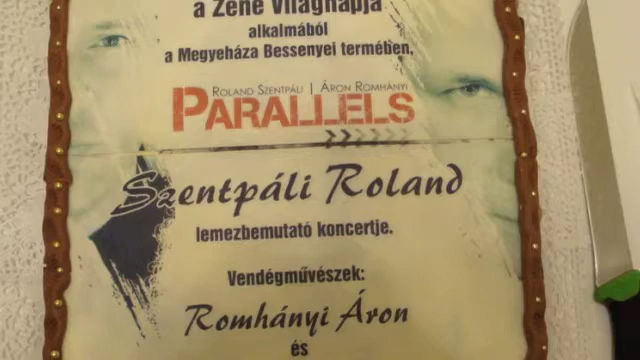 a Zene Világnapja
alkalmából
a Megyeháza Bessenyei termében,
ROLAND SZENTPÁLI | ÁRON ROMHÁNYI
PARALLELS
Szentpáli Roland
lemezbemutató koncertje.
Vendégművészek:
Romhányi Áron
és